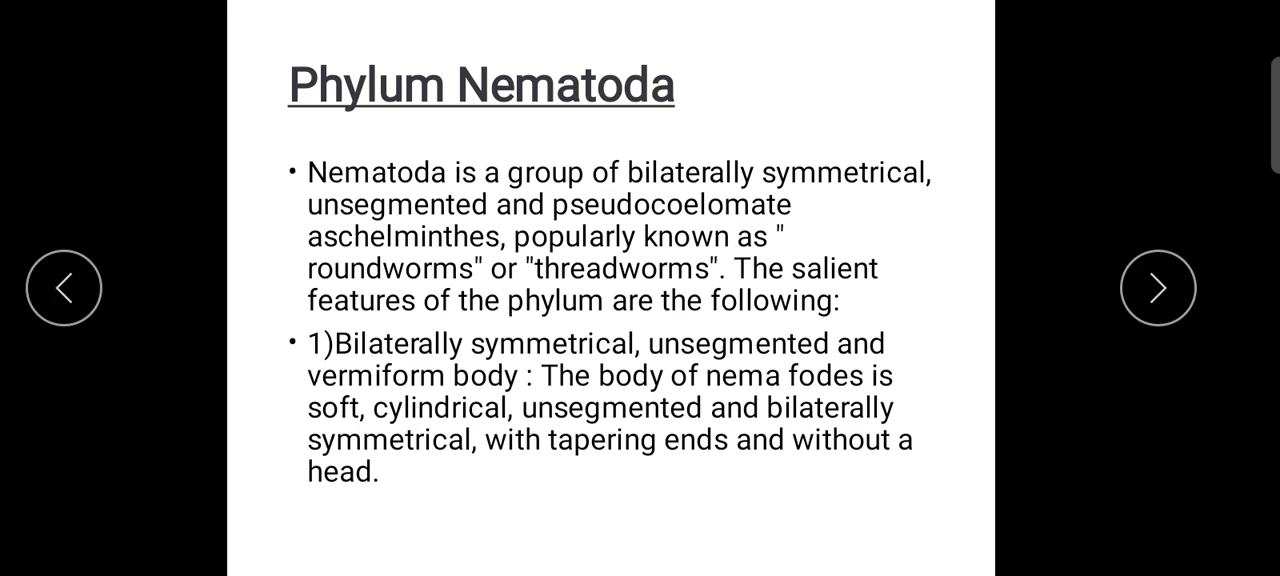 Phylum Nematoda
• Nematoda is a group of bilaterally symmetrical,
unsegmented and pseudocoelomate
aschelminthes, popularly known as "
roundworms" or "threadworms". The salient
features of the phylum are the following:
• 1)Bilaterally symmetrical, unsegmented and
vermiform body : The body of nema fodes is
soft, cylindrical, unsegmented and bilaterally
symmetrical, with tapering ends and without a
head.